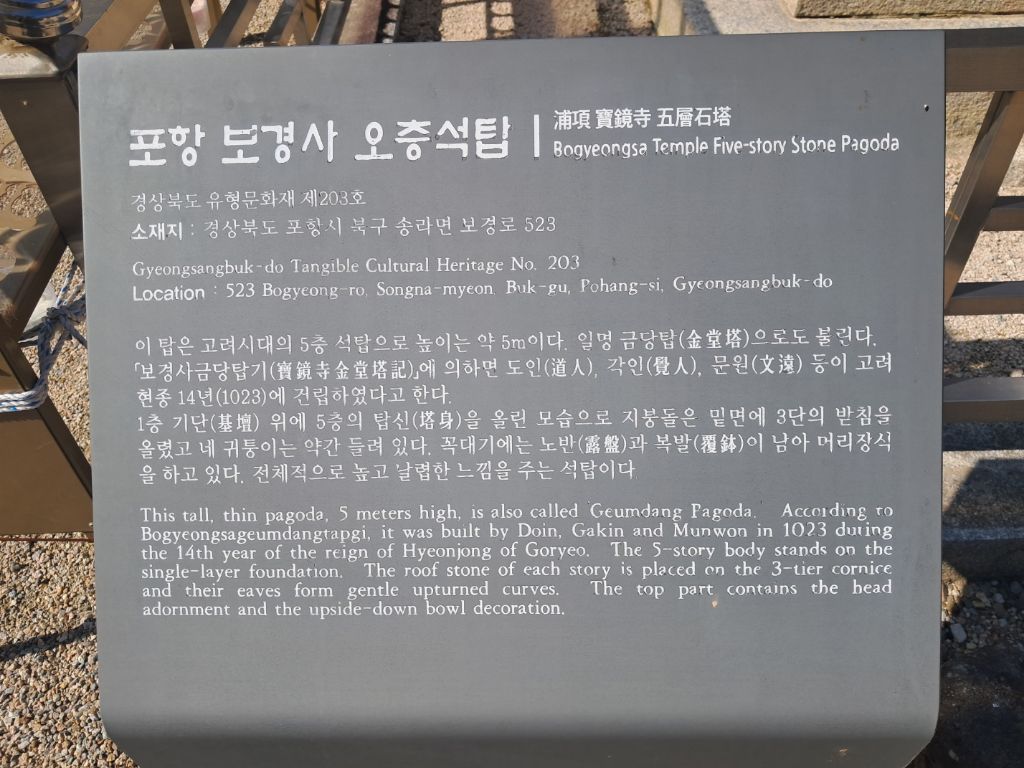 포항 보경사 오층석탑
浦項 寶鏡寺 五層石塔
Bogyeongsa Temple Five-story Stone Pagoda
경상북도 유형문화재 제203호
소재지 : 경상북도 포항시 북구 송라면 보경로 523
Gyeongsangbuk-do Tangible Cultural Heritage No. 203
Location : 523 Bogyeong-ro, Songna-myeon, Buk-gu, Pohang-si, Gyeongsangbuk-do
이 탑은 고려시대의 5층 석탑으로 높이는 약 5m이다. 일명 금당탑(金堂塔)으로도 불린다.
「보경사금당탑기(寶鏡寺金堂塔記)」에 의하면 도인(道人), 각인(覺人), 문원(文遠) 등이 고려
현종 14년(1023)에 건립하였다고 한다.
1층 기단(基壇) 위에 5층의 탑신(塔身)을 올린 모습으로 지붕돌은 밑면에 3단의 받침을
올렸고 네 귀퉁이는 약간 들려 있다. 꼭대기에는 노반(露盤)과 복발(覆鉢)이 남아 머리장식
을 하고 있다. 전체적으로 높고 날렵한 느낌을 주는 석탑이다
This tall, thin pagoda, 5 meters high, is also called Geumdang Pagoda. According to
Bogyeongsageumdangtapgi, it was built by Doin, Gakin and Munwon in 1023 during
the 14th year of the reign of Hyeonjong of Goryeo. The 5-story body stands on the
single-layer foundation. The roof stone of each story is placed on the 3-tier cornice
and their eaves form gentle upturned curves. The top part contains the head
adornment and the upside-down bowl decoration.